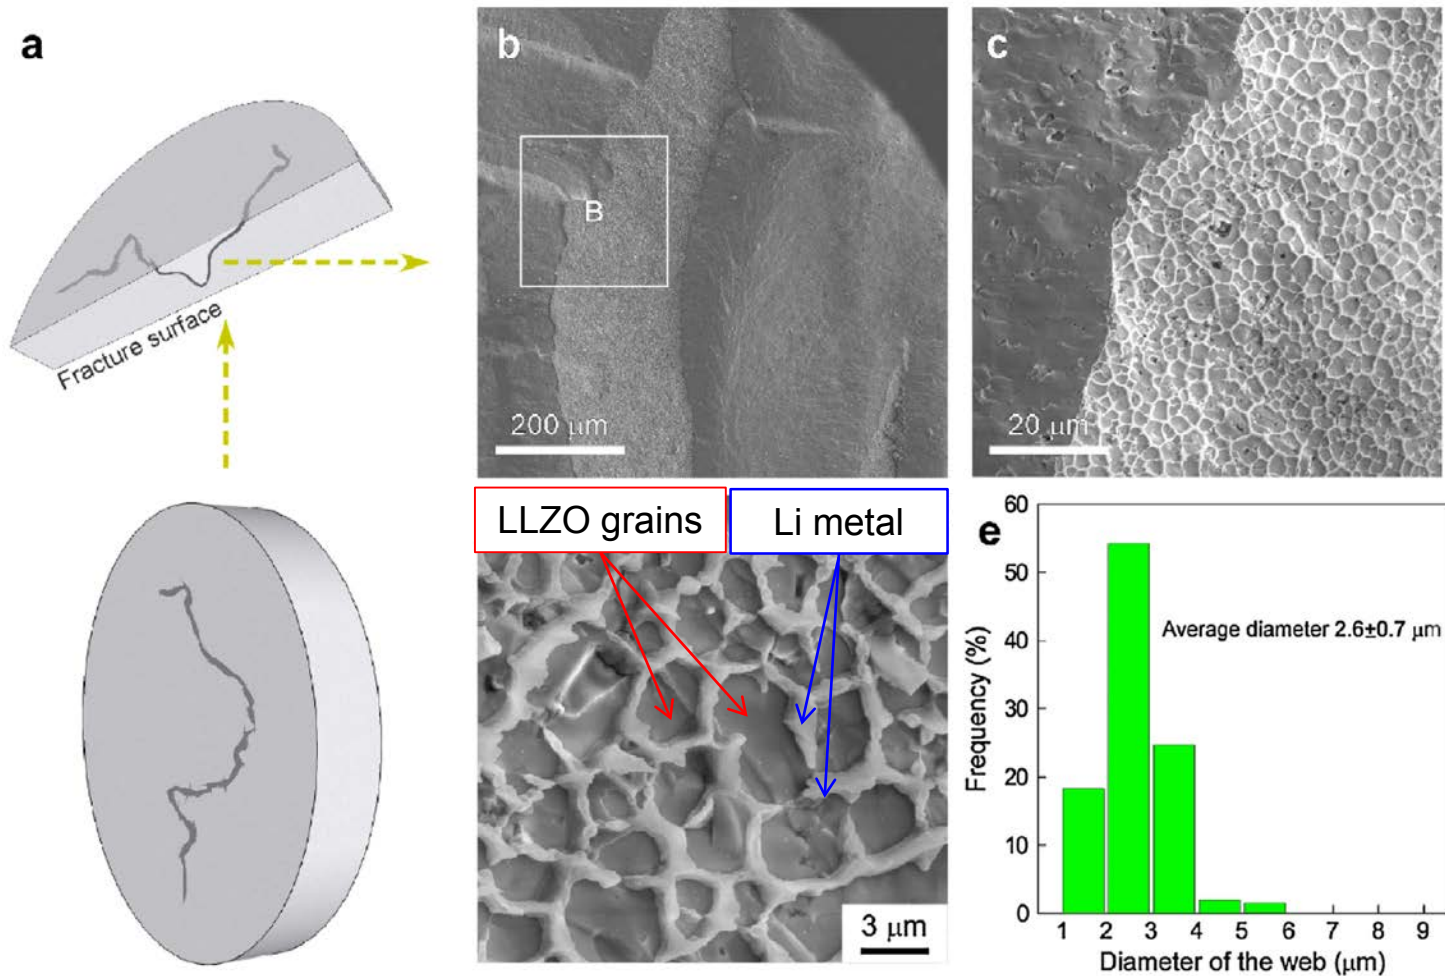 a
Fracture surface
b
B
200 μm
c
20 μm
LLZO grains
Li metal
3 μm
e
60
50
40
30
20
10
0
Frequency (%)
Average diameter 2.6±0.7 μm
1 2 3 4 5 6 7 8 9
Diameter of the web (μm)